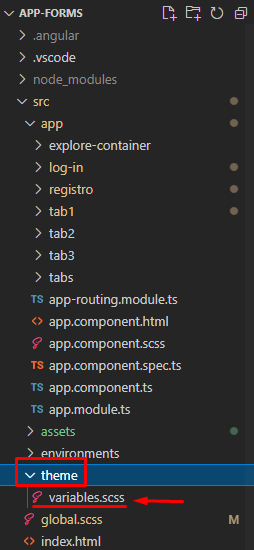 APP-FORMS
.angular
.vscode
node_modules
src
app
explore-container
log-in
registro
tab1
tab2
tab3
tabs
TS app-routing.module.ts
<> app.component.html
app.component.scss
TS app.component.spec.ts
TS app.component.ts
TS app.module.ts
assets
environments
theme
variables.scss
global.scss M
<> index.html